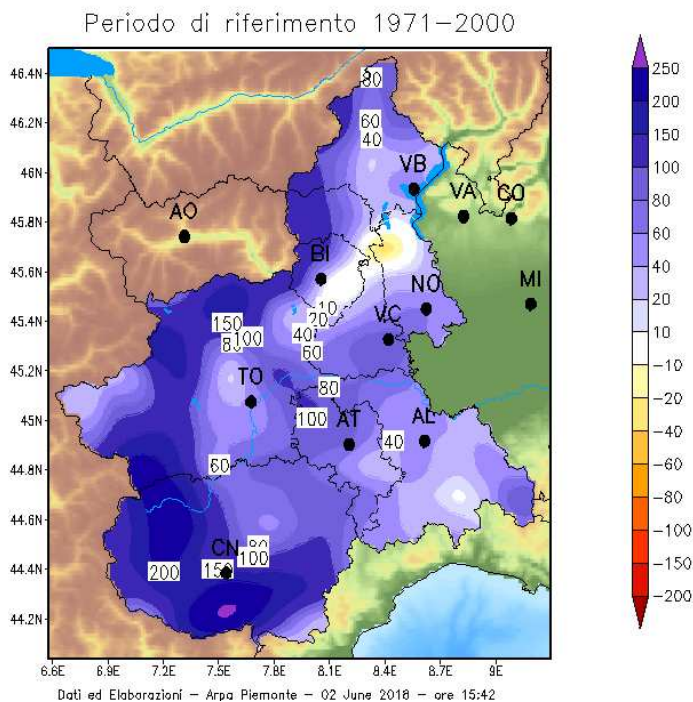 Periodo di riferimento 1971−2000
46.4N
46.2N
46N
45.8N
45.6N
45.4N
45.2N
45N
44.8N
44.6N
44.4N
44.2N
6.6E 6.9E 7.2E 7.5E 7.8E 8.1E 8.4E 8.7E 9E
80
60
40
VB
VA
CO
AO
BI
MI
NO
10
20
150
100
VC
40
60
TO
80
100
AT
AL
40
60
CN
80
100
150
200
250
200
150
100
80
60
40
20
10
−10
−20
−40
−60
−80
−100
−150
−200
Dati ed Elaborazioni − Arpa Piemonte − 02 June 2018 − ore 15:42